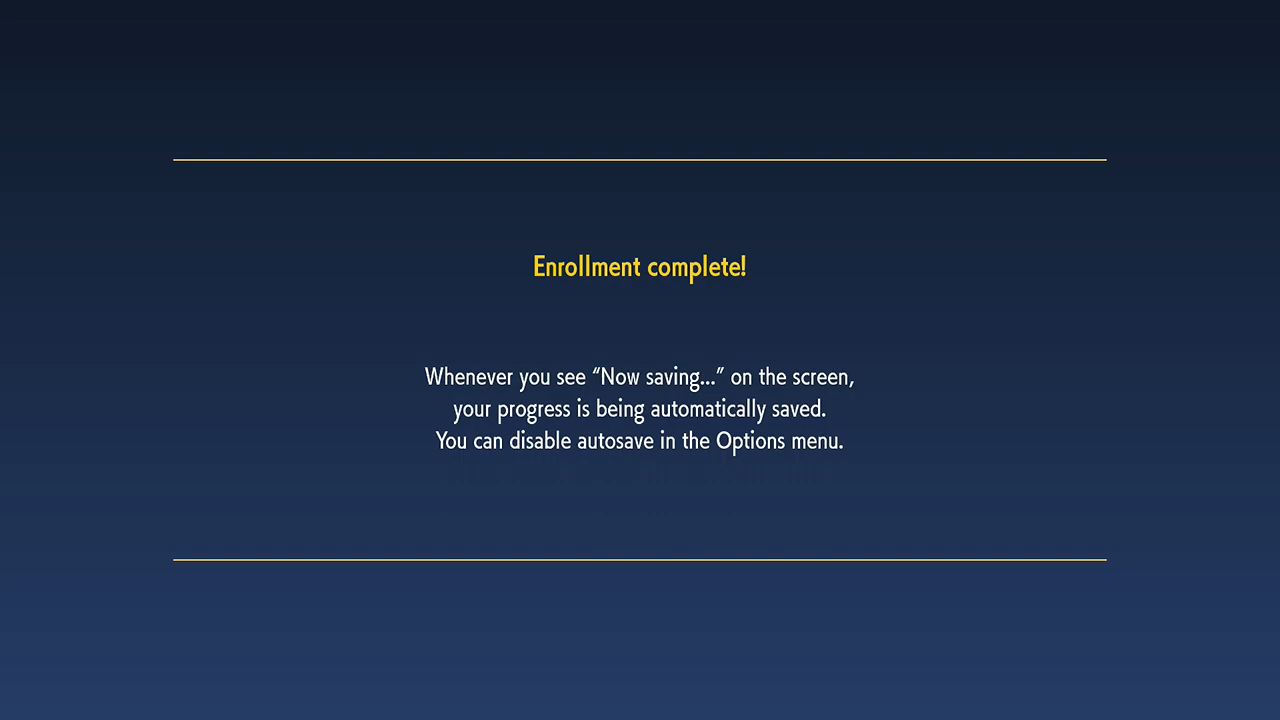 Enrollment complete!
Whenever you see “Now saving...” on the screen,
your progress is being automatically saved.
You can disable autosave in the Options menu.